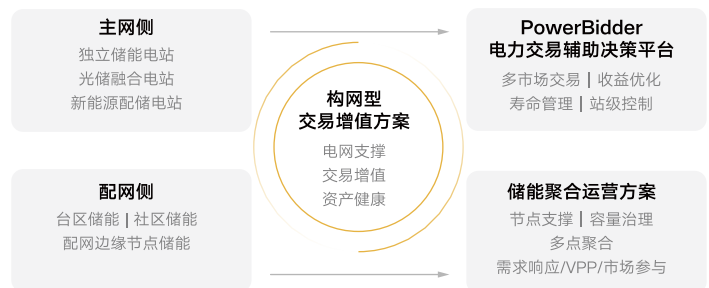 主网侧
独立储能电站
光储融合电站
新能源配储电站
构网型
交易增值方案
电网支撑
交易增值
资产健康
PowerBidder
电力交易辅助决策平台
多市场交易 | 收益优化
寿命管理 | 站级控制
配网侧
台区储能 | 社区储能
配网边缘节点储能
储能聚合运营方案
节点支撑 | 容量治理
多点聚合
需求响应/VPP/市场参与